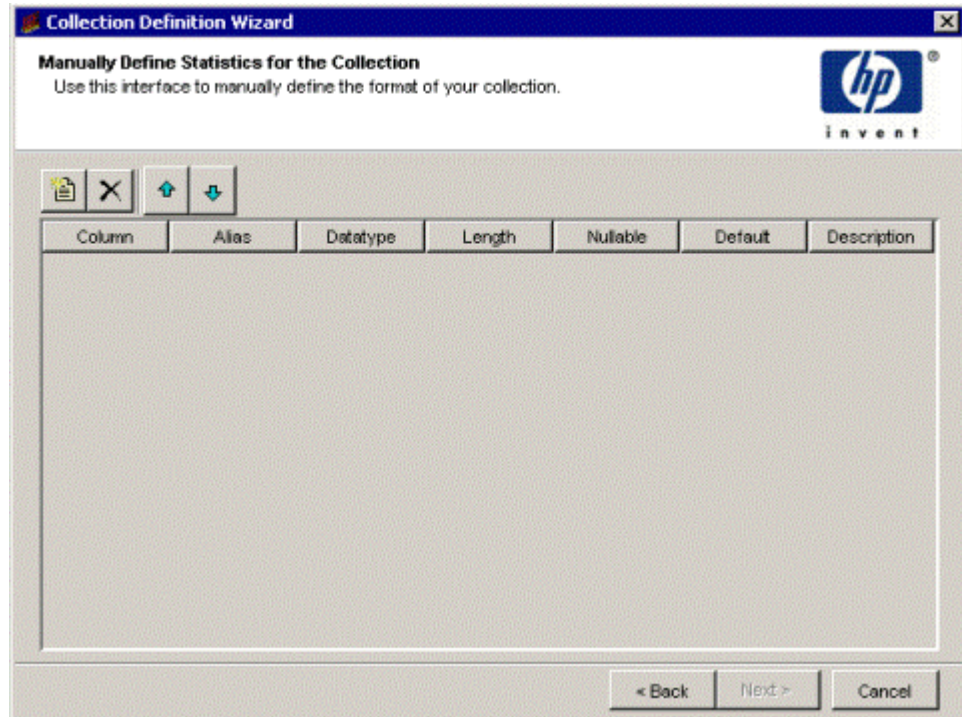 Collection Definition Wizard
Manually Define Statistics for the Collection
Use this interface to manually define the format of your collection.
hp
®
invent
Column Alias Datatype Length Nullable Default Description
< Back Next > Cancel